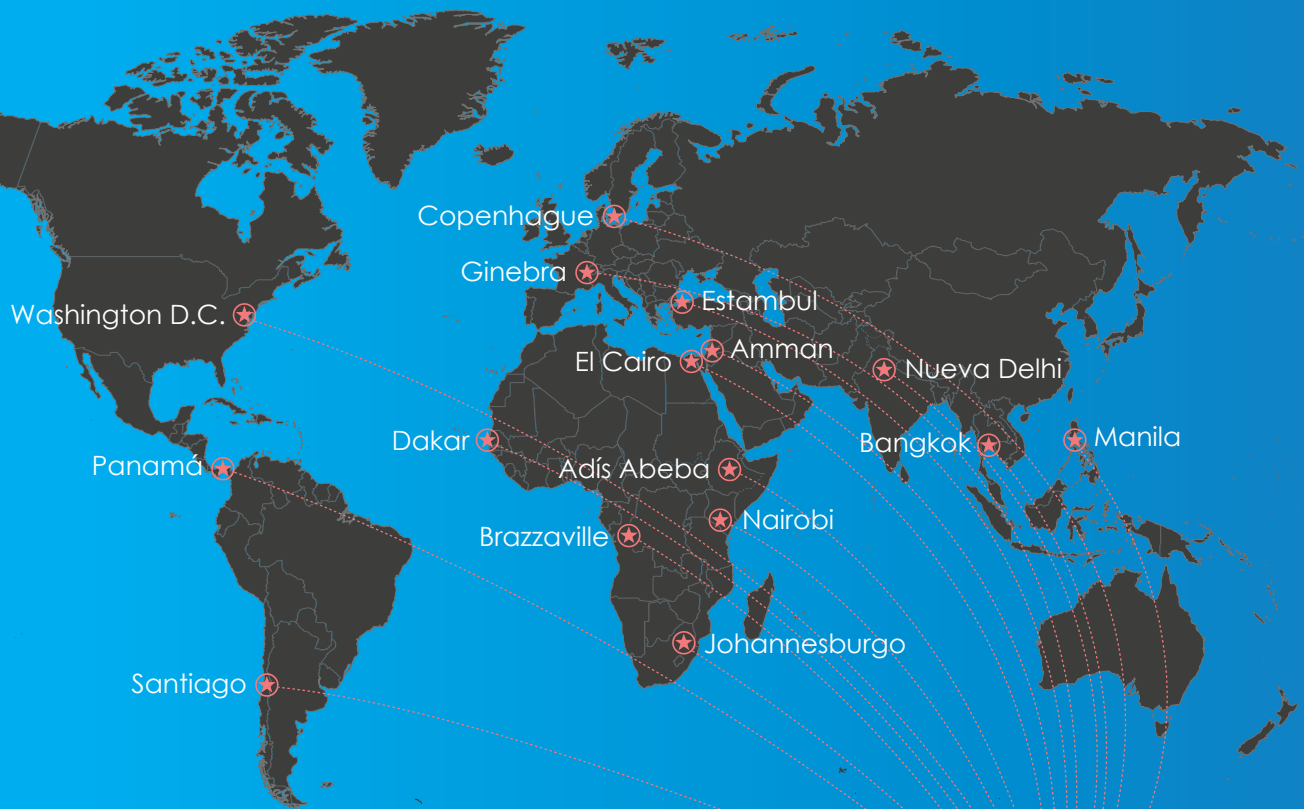 Copenhague
Ginebra
Estambul
Washington D.C.
Amman
El Cairo
Nueva Delhi
Dakar
Bangkok
Manila
Panamá
Adís Abeba
Nairobi
Brazzaville
Johannesburgo
Santiago